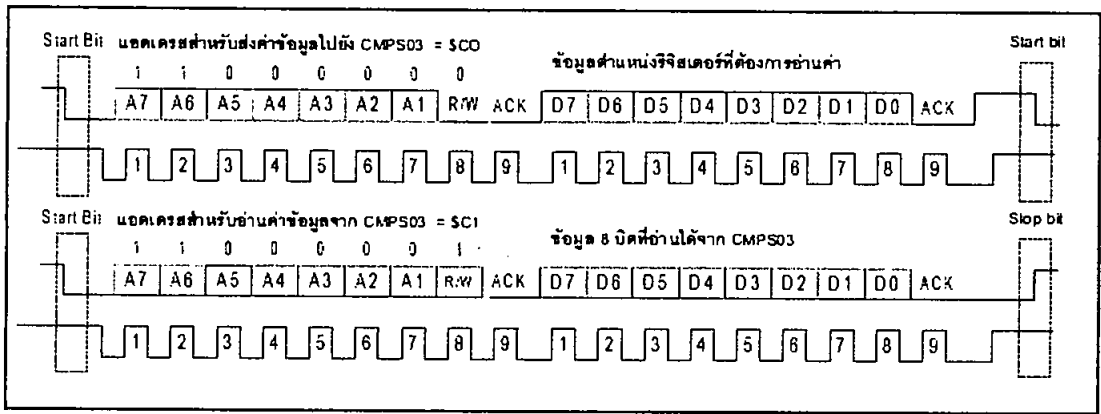 Start Bit แอดเดรสสำหรับส่งค่าข้อมูลไปยัง CMPS03 = $C0 Start bit
ข้อมูลตำแหน่งรีจิสเตอร์ที่ต้องการอ่านค่า
1 1 0 0 0 0 0 0
A7 A6 A5 A4 A3 A2 A1 R/W ACK D7 D6 D5 D4 D3 D2 D1 D0 ACK
1 2 3 4 5 6 7 8 9 1 2 3 4 5 6 7 8 9
Start Bit แอดเดรสสำหรับอ่านค่าข้อมูลจาก CMPS03 = $C1 Stop bit
ข้อมูล 8 บิตที่อ่านได้จาก CMPS03
1 1 0 0 0 0 0 1
A7 A6 A5 A4 A3 A2 A1 R/W ACK D7 D6 D5 D4 D3 D2 D1 D0 ACK
1 2 3 4 5 6 7 8 9 1 2 3 4 5 6 7 8 9